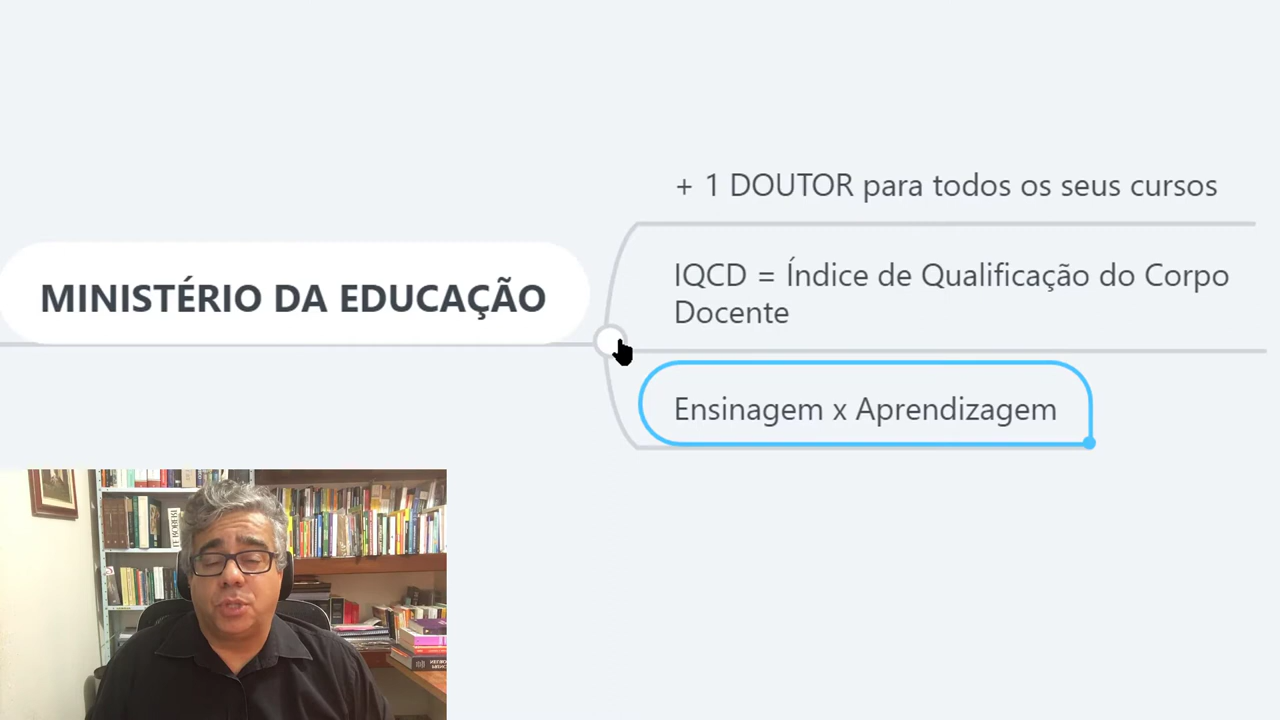 MINISTÉRIO DA EDUCAÇÃO
+ 1 DOUTOR para todos os seus cursos
IQCD = Índice de Qualificação do Corpo
Docente
Ensinagem x Aprendizagem